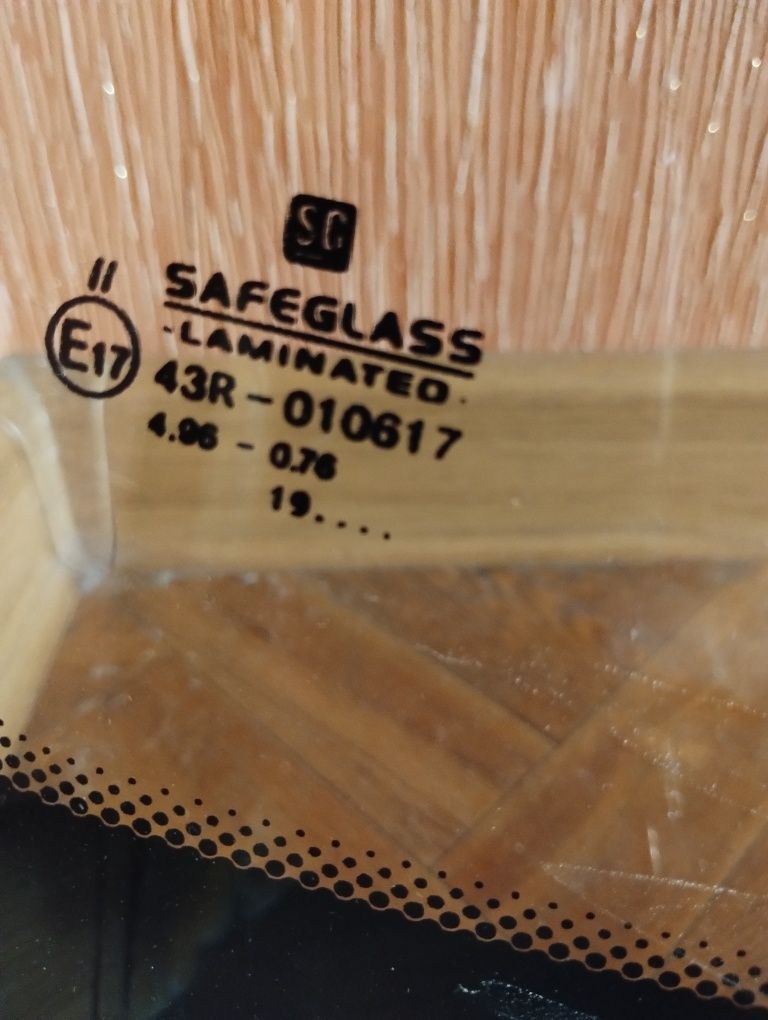 SG
SAFEGLASS
II
-LAMINATED-
E17
43R-010617
4.96 - 0.76
19....